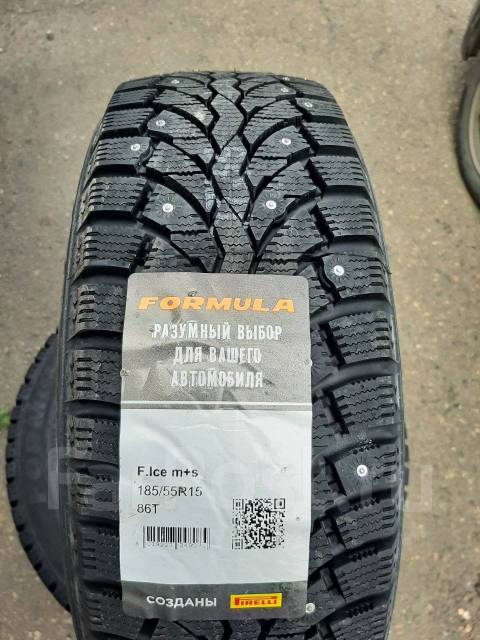 FORMULA
РАЗУМНЫЙ ВЫБОР
ДЛЯ ВАШЕГО
АВТОМОБИЛЯ
F.Ice m+s
185/55R15
86T
СОЗДАНЫ
PIRELLI